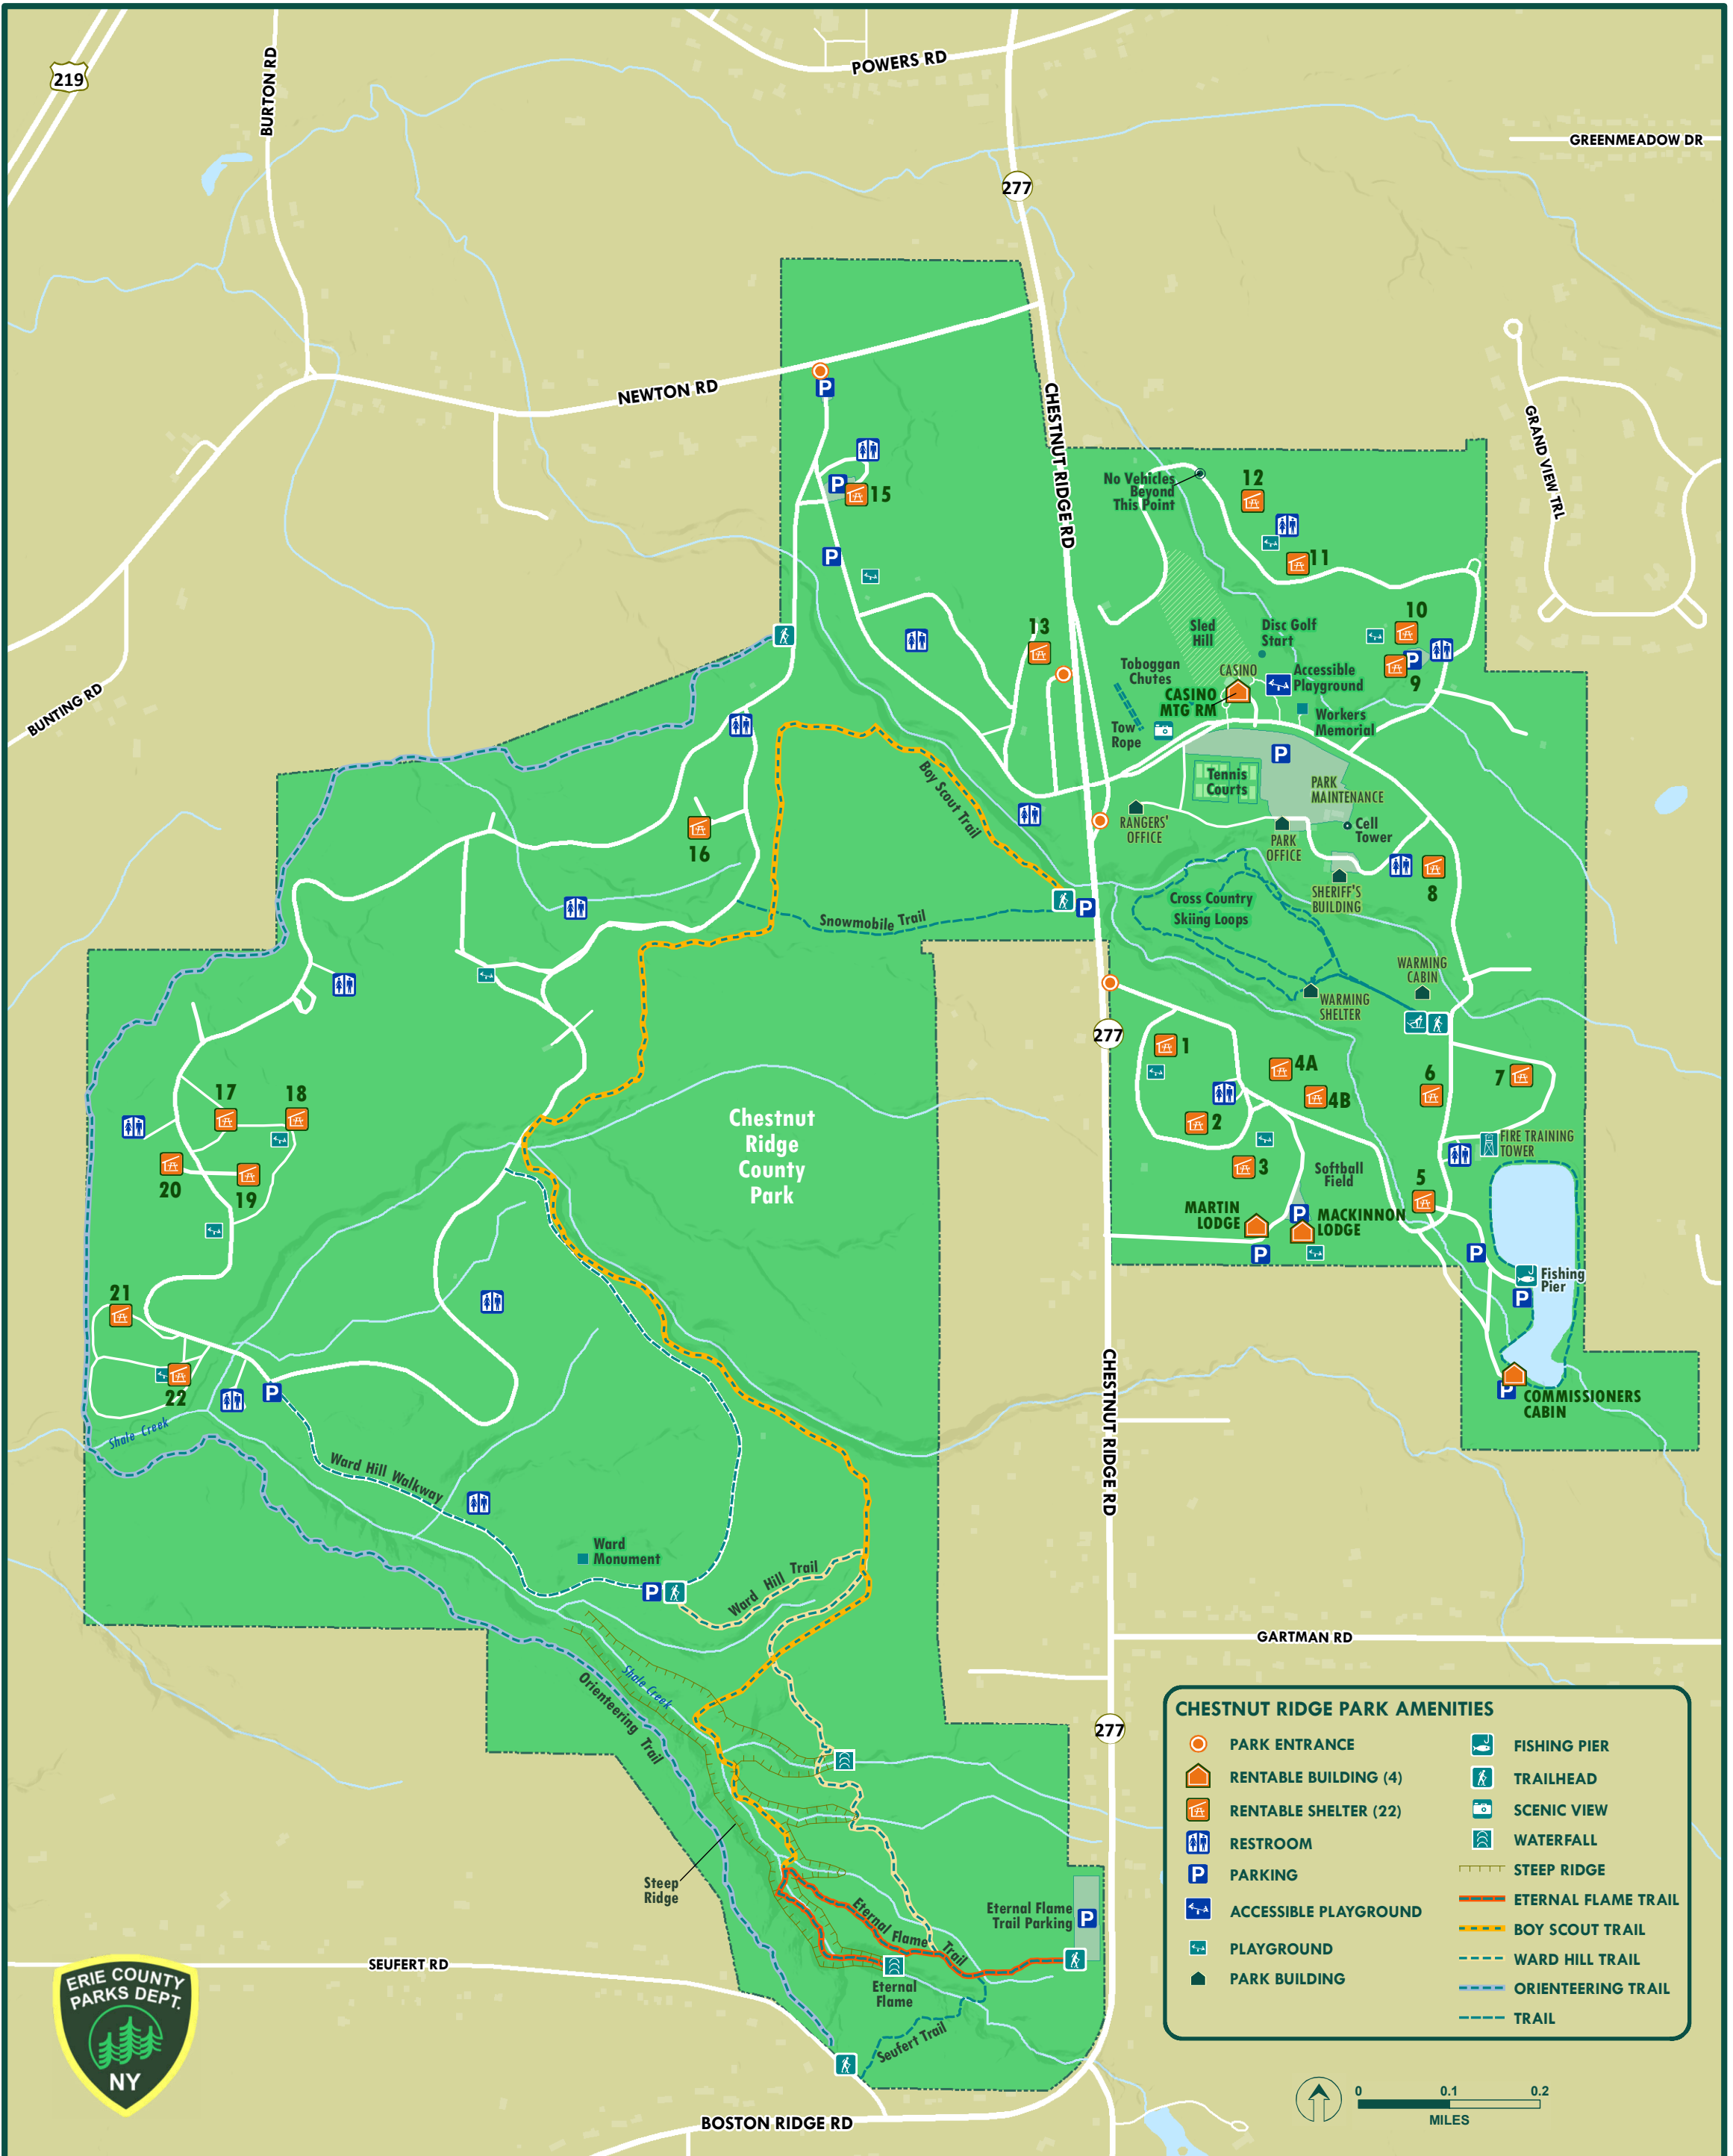 219
BURTON RD
POWERS RD
277
GREENMEADOW DR
NEWTON RD
CHESTNUT RIDGE RD
GRAND VIEW TRL
BUNTING RD
P
P
15
P
No Vehicles
Beyond
This Point
12
11
10
P
9
13
Sled
Hill
Disc Golf
Start
Toboggan
Chutes
CASINO
CASINO
MTG RM
Accessible
Playground
Workers
Memorial
Tow
Rope
P
Tennis
Courts
PARK
MAINTENANCE
RANGERS'
OFFICE
PARK
OFFICE
Cell
Tower
SHERIFF'S
BUILDING
8
Boy Scout Trail
16
Snowmobile Trail
P
Cross Country
Skiing Loops
WARMING
CABIN
WARMING
SHELTER
277
1
4A
4B
2
3
6
7
FIRE TRAINING
TOWER
5
Softball
Field
MARTIN
LODGE
P
MACKINNON
LODGE
P
P
Fishing
Pier
P
P
COMMISSIONERS
CABIN
Chestnut
Ridge
County
Park
17
18
20
19
21
22
P
Shale Creek
Ward Hill Walkway
Ward
Monument
P
Ward Hill Trail
CHESTNUT RIDGE RD
GARTMAN RD
277
Shale Creek
Orienteering Trail
Steep
Ridge
Eternal Flame Trail
Eternal Flame
Trail Parking
P
Eternal
Flame
Seufert Trail
SEUFERT RD
BOSTON RIDGE RD
ERIE COUNTY
PARKS DEPT.
NY
CHESTNUT RIDGE PARK AMENITIES
PARK ENTRANCE
RENTABLE BUILDING (4)
RENTABLE SHELTER (22)
RESTROOM
P PARKING
ACCESSIBLE PLAYGROUND
PLAYGROUND
PARK BUILDING
FISHING PIER
TRAILHEAD
SCENIC VIEW
WATERFALL
STEEP RIDGE
ETERNAL FLAME TRAIL
BOY SCOUT TRAIL
WARD HILL TRAIL
ORIENTEERING TRAIL
TRAIL
0 0.1 0.2
MILES